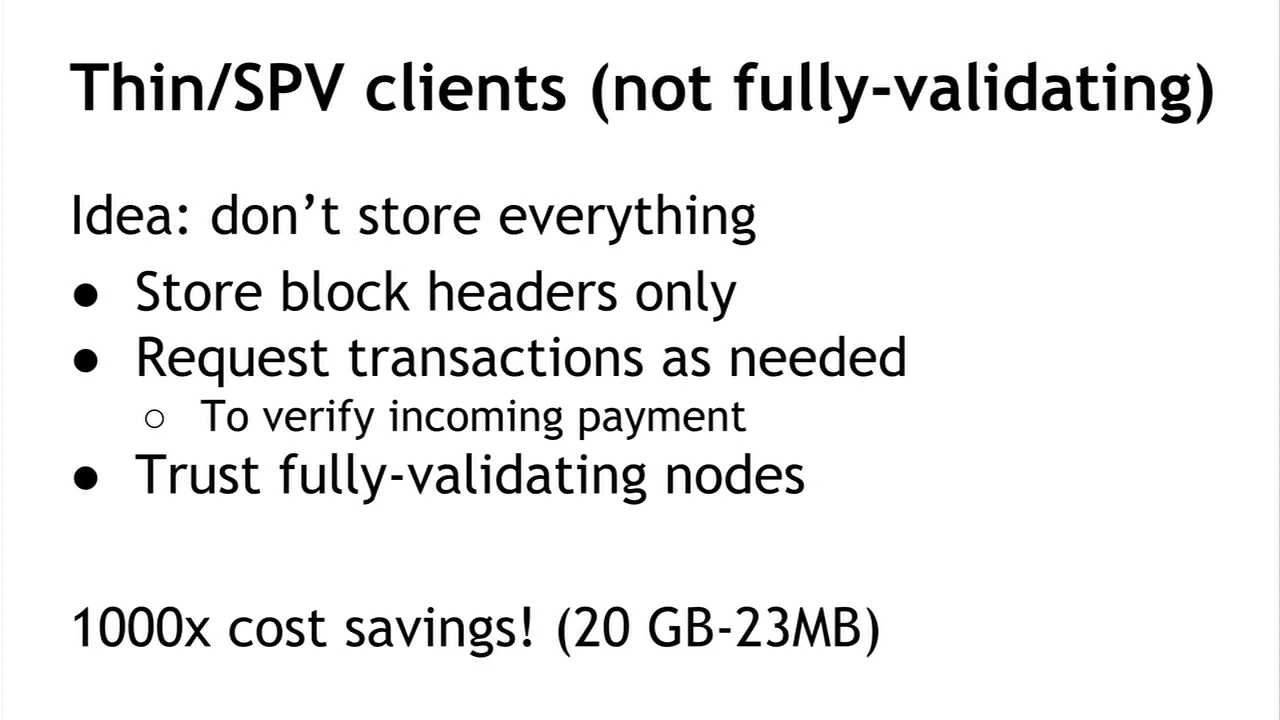 Thin/SPV clients (not fully-validating)
Idea: don’t store everything
● Store block headers only
● Request transactions as needed
○ To verify incoming payment
● Trust fully-validating nodes
1000x cost savings! (20 GB-23MB)